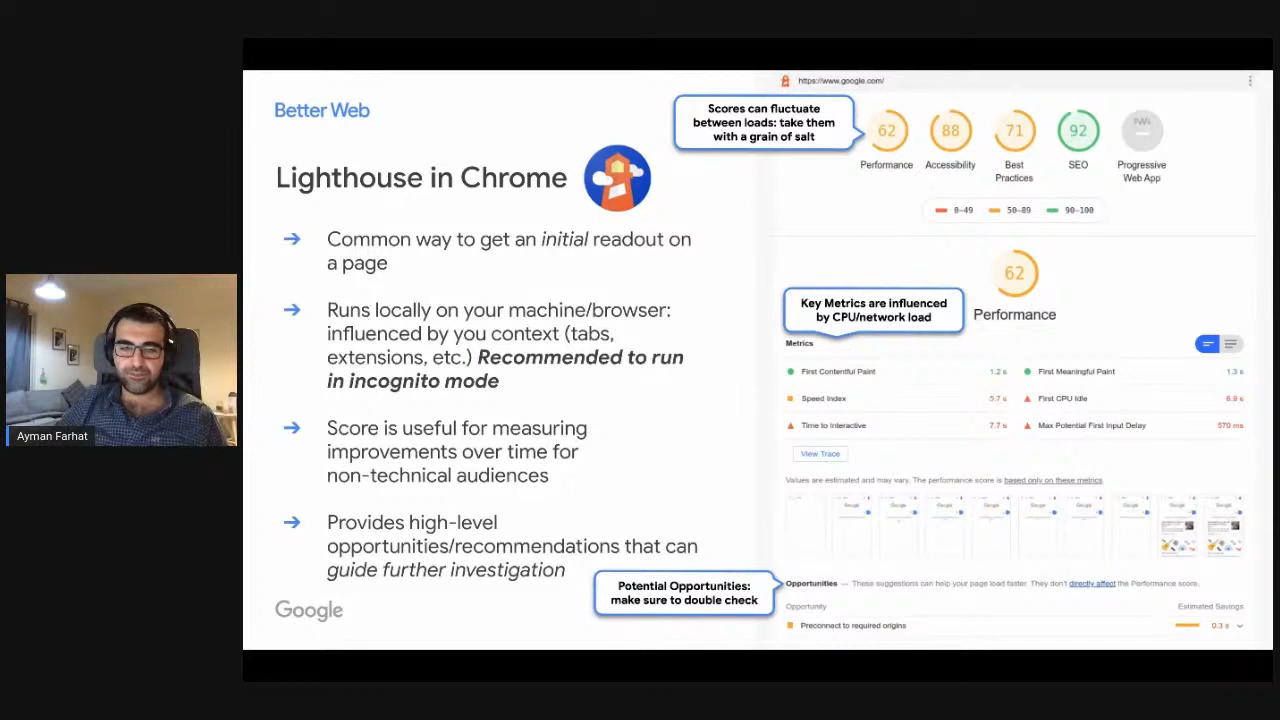 Better Web
Lighthouse in Chrome
→ Common way to get an initial readout on
a page
→ Runs locally on your machine/browser:
influenced by you context (tabs,
extensions, etc.) Recommended to run
in incognito mode
→ Score is useful for measuring
improvements over time for
non-technical audiences
→ Provides high-level
opportunities/recommendations that can
guide further investigation
Google
Ayman Farhat
https://www.google.com/
Scores can fluctuate
between loads: take them
with a grain of salt
62 88 71 92 PWA
Performance Accessibility Best
Practices SEO Progressive
Web App
0–49 50–89 90–100
62
Performance
Key Metrics are influenced
by CPU/network load
Metrics
First Contentful Paint 1.2 s First Meaningful Paint 1.3 s
Speed Index 5.7 s First CPU Idle 6.9 s
Time to Interactive 7.7 s Max Potential First Input Delay 570 ms
View Trace
Values are estimated and may vary. The performance score is based only on these metrics.
Google Google Google Google Google Google Google Google
Potential Opportunities:
make sure to double check
Opportunities — These suggestions can help your page load faster. They don't directly affect the Performance score.
Opportunity Estimated Savings
Preconnect to required origins 0.3 s